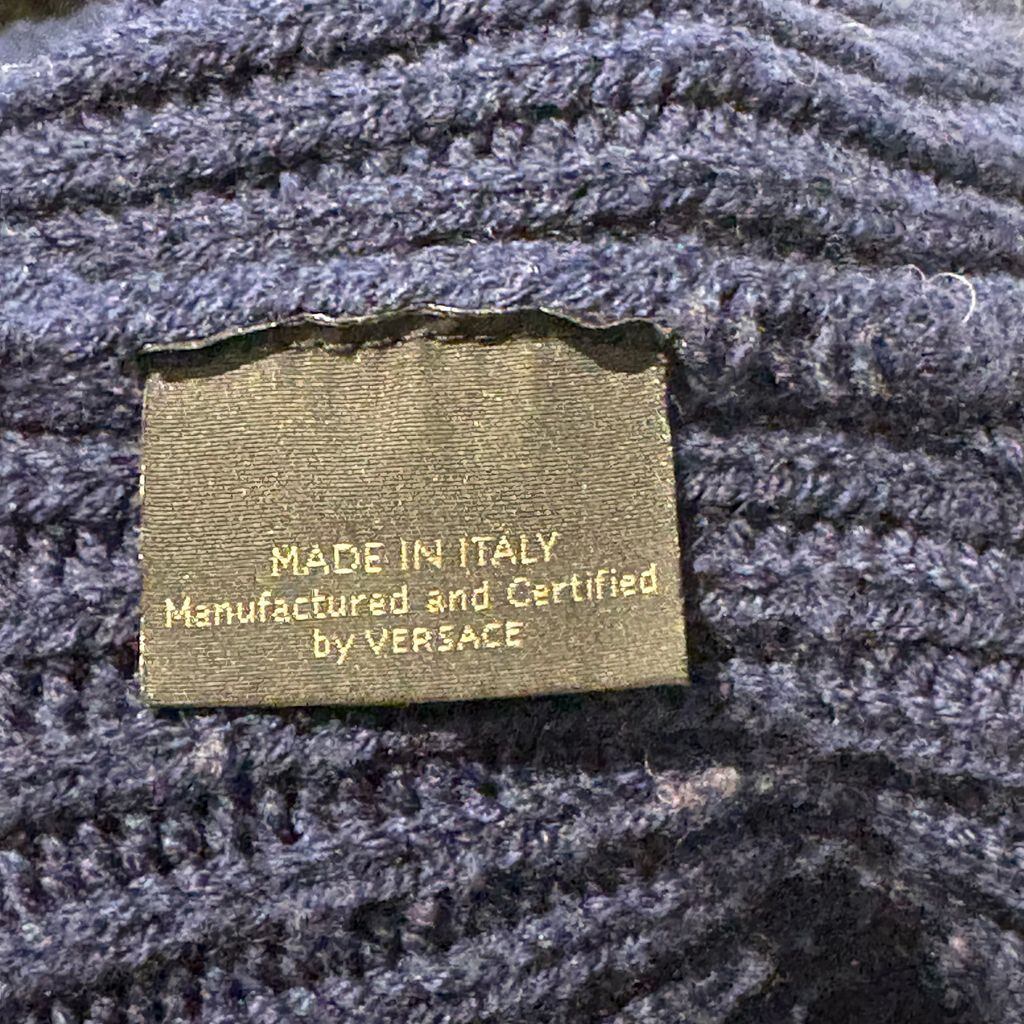 MADE IN ITALY
Manufactured and Certified
by VERSACE